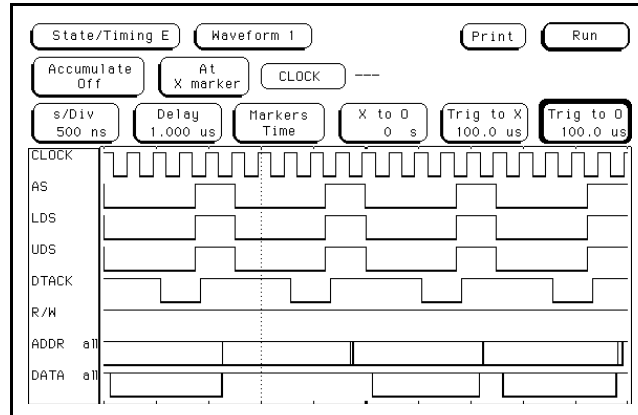 State/Timing E Waveform 1 Print Run
Accumulate Off At X marker CLOCK ---
s/Div 500 ns Delay 1.000 us Markers Time X to O 0 s Trig to X 100.0 us Trig to O 100.0 us
CLOCK
AS
LDS
UDS
DTACK
R/W
ADDR all
DATA all